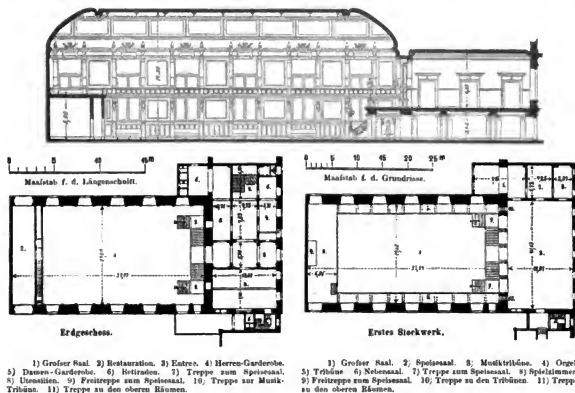 Maaſstab f. d. Längenschnitt.
Maaſstab f. d. Grundrisse.
Erdgeschoss.
Erstes Stockwerk.
1) Groſser Saal. 2) Restauration. 3) Entree. 4) Herren-Garderobe.
5) Damen-Garderobe. 6) Retiraden. 7) Treppe zum Speisesaal.
8) Utensilien. 9) Freitreppe zum Speisesaal. 10) Treppe zur Musik-
Tribüne. 11) Treppe zu den oberen Räumen.
1) Groſser Saal. 2) Speisesaal. 3) Musiktribüne. 4) Orgel
5) Tribüne 6) Nebensaal. 7) Treppe zum Speisesaal. 8) Spielzimmer
9) Freitreppe zum Speisesaal. 10) Treppe zu den Tribünen. 11) Trepp
zu den oberen Räumen.